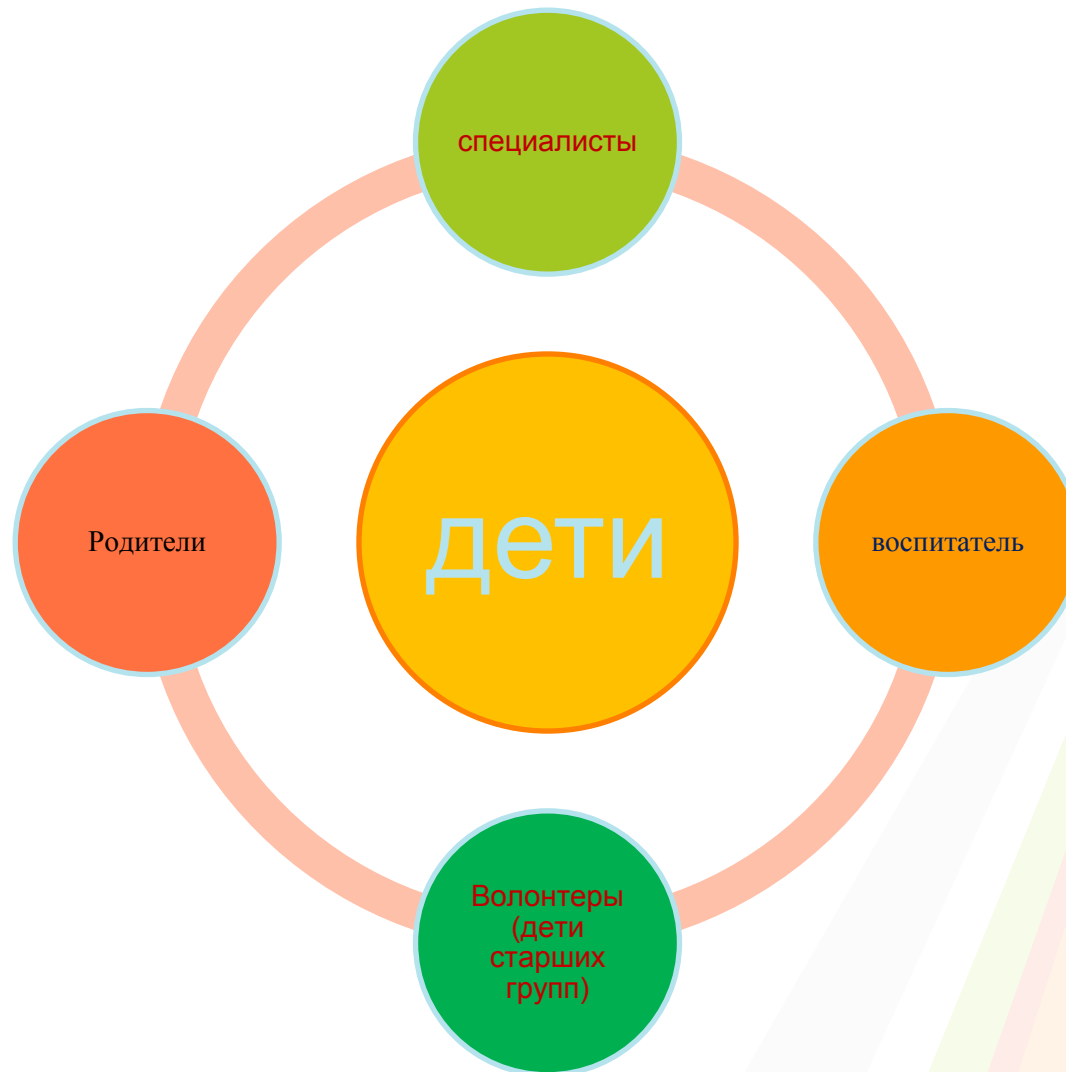 специалисты
Родители
дети
воспитатель
Волонтеры
(дети
старших
групп)